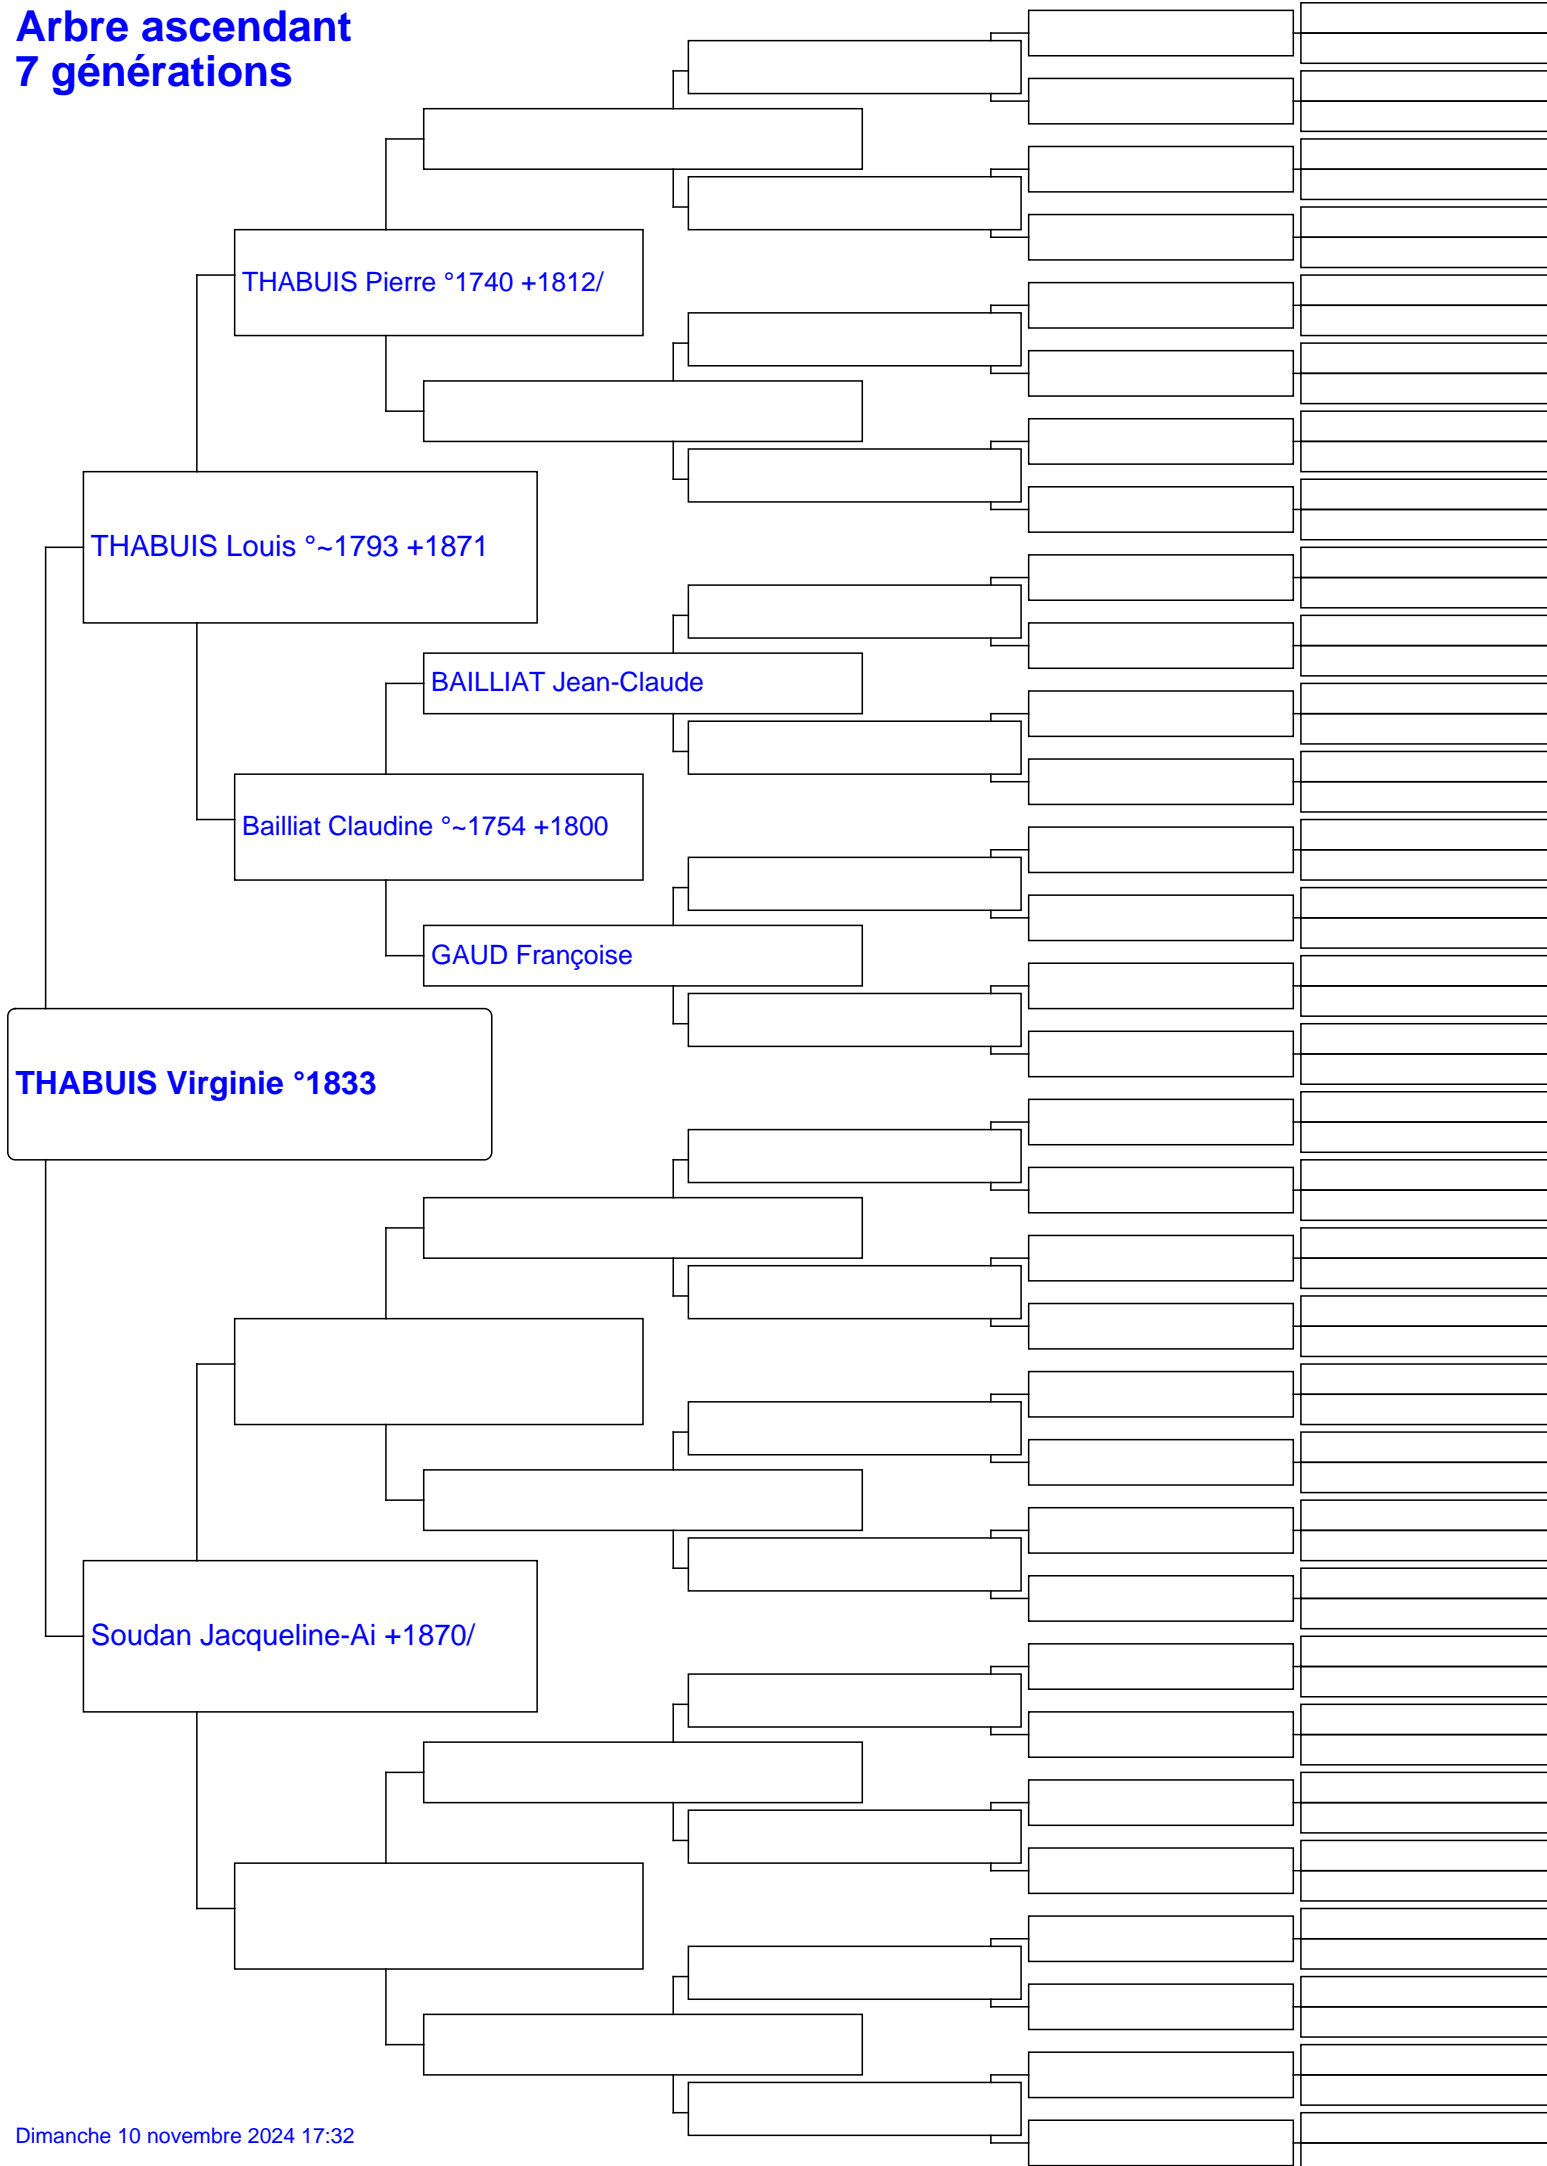 Arbre ascendant
7 générations
THABUIS Pierre °1740 +1812/
THABUIS Louis °~1793 +1871
BAILLIAT Jean-Claude
Bailliat Claudine °~1754 +1800
GAUD Françoise
THABUIS Virginie °1833
Soudan Jacqueline-Ai +1870/
Dimanche 10 novembre 2024 17:32